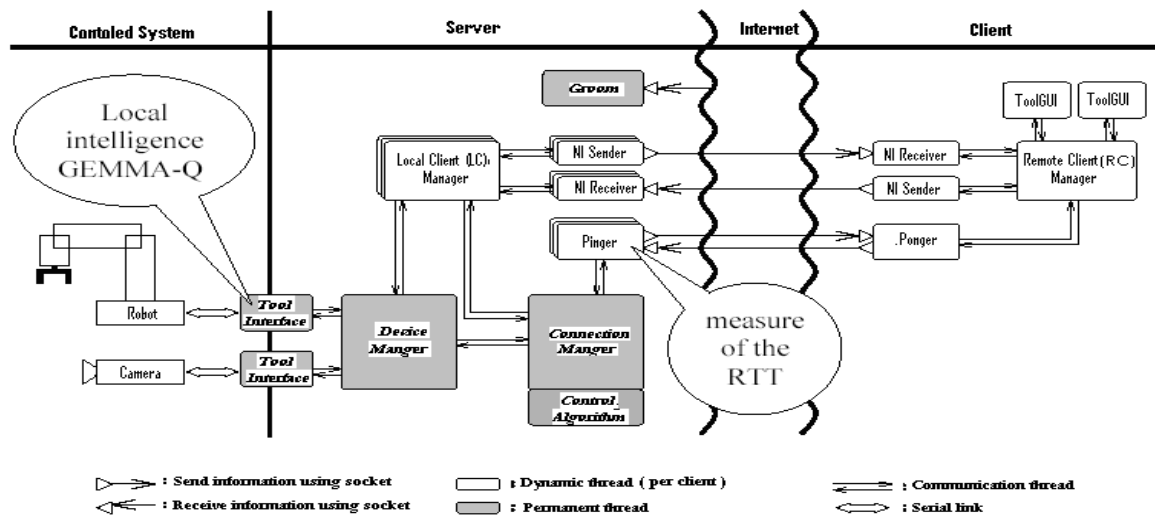 Contoled System
Server
Internet
Client
Local
intelligence
GEMMA-Q
Groom
ToolGUI
ToolGUI
Local Client (LC):
Manager
NI Sender
NI Receiver
NI Receiver
NI Sender
Remote Client(RC)
Manager
Pinger
.Ponger
Robot
Tool
Interface
Device
Manger
Connection
Manger
measure
of the
RTT
Camera
Tool
Interface
Control_
Algorithm
: Send information using socket
: Dynamic thread ( per client )
: Communication thread
: Receive information using socket
: Permanent thread
: Serial link